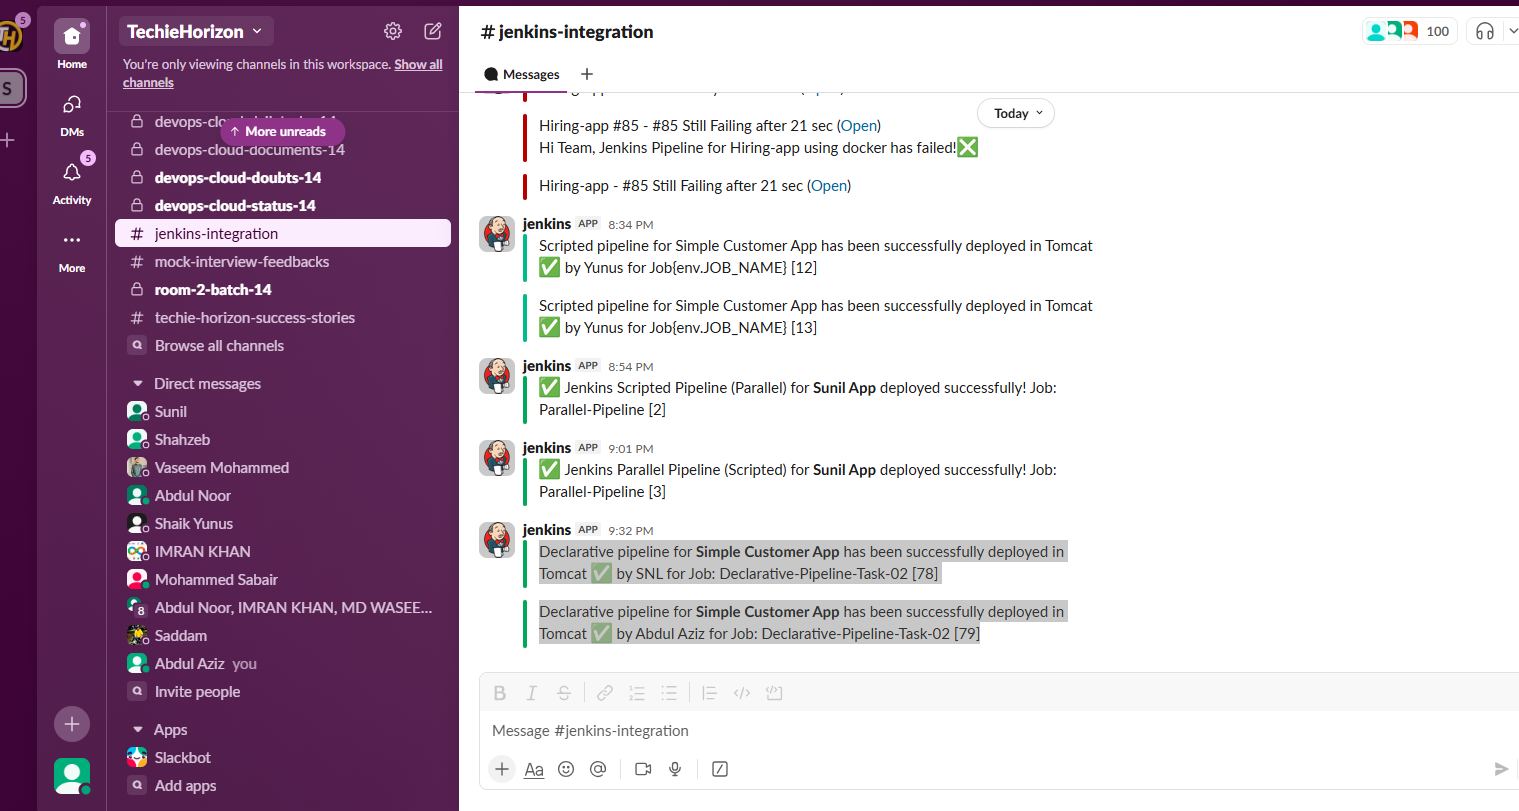 5
TH
S
Home
DMs
5
Activity
More
TechieHorizon
You're only viewing channels in this workspace. Show all
channels
More unreads
devops-cloud-documents-14
devops-cloud-doubts-14
devops-cloud-status-14
# jenkins-integration
# mock-interview-feedbacks
room-2-batch-14
# techie-horizon-success-stories
Browse all channels
Direct messages
Sunil
Shahzeb
Vaseem Mohammed
Abdul Noor
Shaik Yunus
IMRAN KHAN
Mohammed Sabair
8 Abdul Noor, IMRAN KHAN, MD WASEE...
Saddam
Abdul Aziz you
Invite people
Apps
Slackbot
Add apps
# jenkins-integration
100
Messages
Today
Hiring-app #85 - #85 Still Failing after 21 sec (Open)
Hi Team, Jenkins Pipeline for Hiring-app using docker has failed!❎
Hiring-app - #85 Still Failing after 21 sec (Open)
jenkins APP 8:34 PM
Scripted pipeline for Simple Customer App has been successfully deployed in Tomcat
✅ by Yunus for Job{env.JOB_NAME} [12]
Scripted pipeline for Simple Customer App has been successfully deployed in Tomcat
✅ by Yunus for Job{env.JOB_NAME} [13]
jenkins APP 8:54 PM
✅ Jenkins Scripted Pipeline (Parallel) for Sunil App deployed successfully! Job:
Parallel-Pipeline [2]
jenkins APP 9:01 PM
✅ Jenkins Parallel Pipeline (Scripted) for Sunil App deployed successfully! Job:
Parallel-Pipeline [3]
jenkins APP 9:32 PM
Declarative pipeline for Simple Customer App has been successfully deployed in
Tomcat ✅ by SNL for Job: Declarative-Pipeline-Task-02 [78]
Declarative pipeline for Simple Customer App has been successfully deployed in
Tomcat ✅ by Abdul Aziz for Job: Declarative-Pipeline-Task-02 [79]
B I S
Message #jenkins-integration
Aa